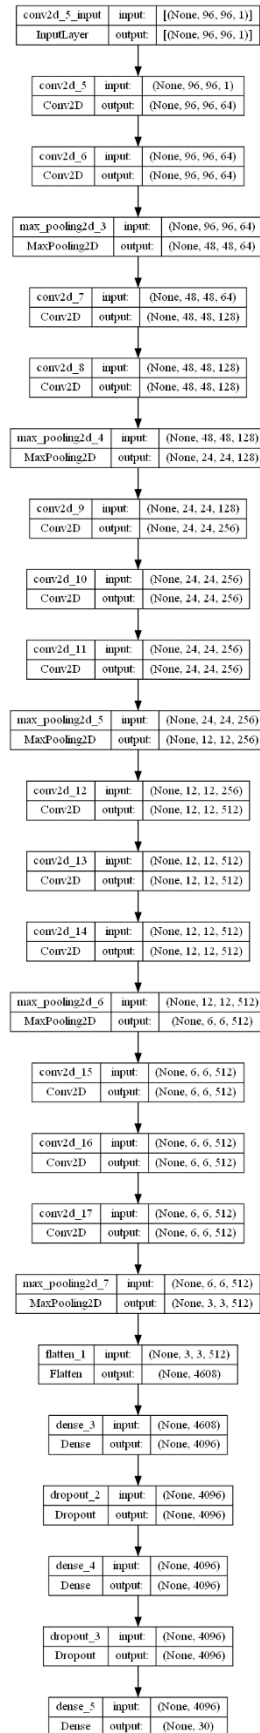 conv2d_5_input input: [(None, 96, 96, 1)]
InputLayer output: [(None, 96, 96, 1)]
conv2d_5 input: (None, 96, 96, 1)
Conv2D output: (None, 96, 96, 64)
conv2d_6 input: (None, 96, 96, 64)
Conv2D output: (None, 96, 96, 64)
max_pooling2d_3 input: (None, 96, 96, 64)
MaxPooling2D output: (None, 48, 48, 64)
conv2d_7 input: (None, 48, 48, 64)
Conv2D output: (None, 48, 48, 128)
conv2d_8 input: (None, 48, 48, 128)
Conv2D output: (None, 48, 48, 128)
max_pooling2d_4 input: (None, 48, 48, 128)
MaxPooling2D output: (None, 24, 24, 128)
conv2d_9 input: (None, 24, 24, 128)
Conv2D output: (None, 24, 24, 256)
conv2d_10 input: (None, 24, 24, 256)
Conv2D output: (None, 24, 24, 256)
conv2d_11 input: (None, 24, 24, 256)
Conv2D output: (None, 24, 24, 256)
max_pooling2d_5 input: (None, 24, 24, 256)
MaxPooling2D output: (None, 12, 12, 256)
conv2d_12 input: (None, 12, 12, 256)
Conv2D output: (None, 12, 12, 512)
conv2d_13 input: (None, 12, 12, 512)
Conv2D output: (None, 12, 12, 512)
conv2d_14 input: (None, 12, 12, 512)
Conv2D output: (None, 12, 12, 512)
max_pooling2d_6 input: (None, 12, 12, 512)
MaxPooling2D output: (None, 6, 6, 512)
conv2d_15 input: (None, 6, 6, 512)
Conv2D output: (None, 6, 6, 512)
conv2d_16 input: (None, 6, 6, 512)
Conv2D output: (None, 6, 6, 512)
conv2d_17 input: (None, 6, 6, 512)
Conv2D output: (None, 6, 6, 512)
max_pooling2d_7 input: (None, 6, 6, 512)
MaxPooling2D output: (None, 3, 3, 512)
flatten_1 input: (None, 3, 3, 512)
Flatten output: (None, 4608)
dense_3 input: (None, 4608)
Dense output: (None, 4096)
dropout_2 input: (None, 4096)
Dropout output: (None, 4096)
dense_4 input: (None, 4096)
Dense output: (None, 4096)
dropout_3 input: (None, 4096)
Dropout output: (None, 4096)
dense_5 input: (None, 4096)
Dense output: (None, 30)